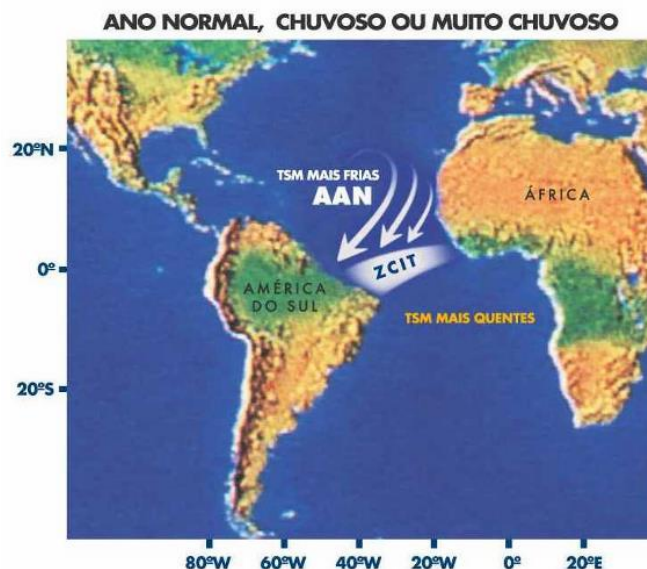 ANO NORMAL, CHUVOSO OU MUITO CHUVOSO
20ºN
TSM MAIS FRIAS
AAN
ÁFRICA
0º
ZCIT
AMÉRICA
DO SUL
TSM MAIS QUENTES
20ºS
80ºW 60ºW 40ºW 20ºW 0º 20ºE